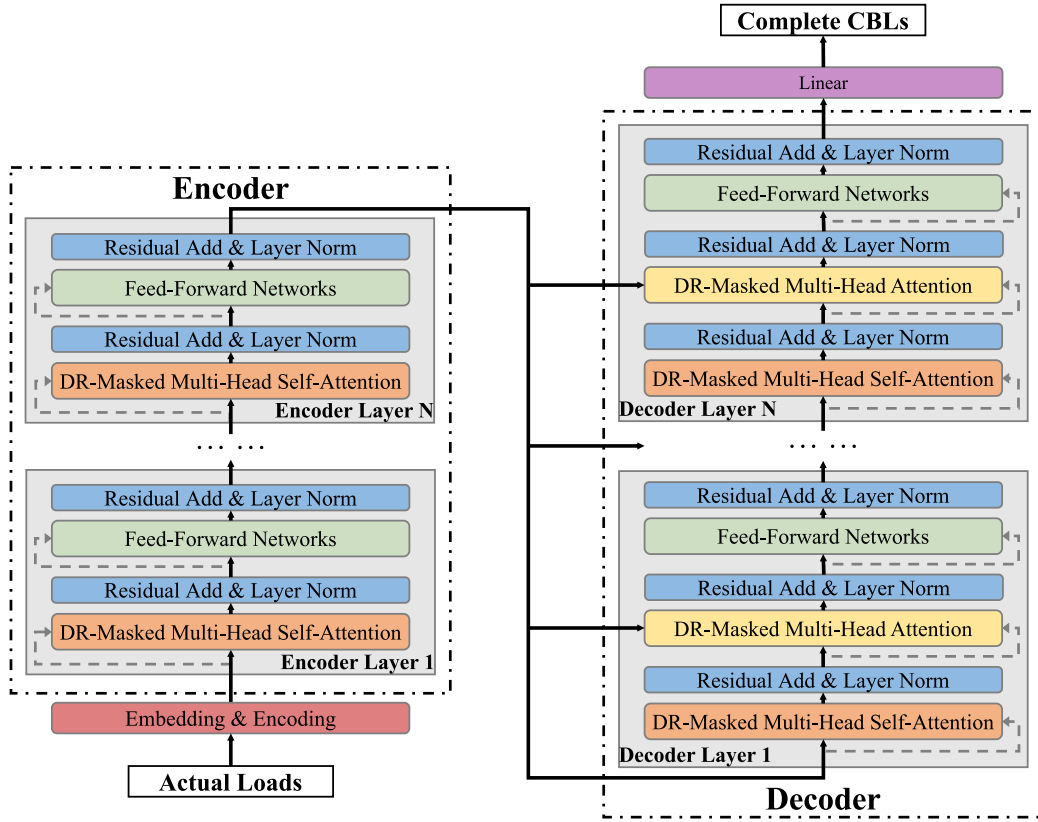 Encoder
Residual Add & Layer Norm
Feed-Forward Networks
Residual Add & Layer Norm
DR-Masked Multi-Head Self-Attention
Encoder Layer N
... ...
Residual Add & Layer Norm
Feed-Forward Networks
Residual Add & Layer Norm
DR-Masked Multi-Head Self-Attention
Encoder Layer 1
Embedding & Encoding
Actual Loads
Complete CBLs
Linear
Residual Add & Layer Norm
Feed-Forward Networks
Residual Add & Layer Norm
DR-Masked Multi-Head Attention
Residual Add & Layer Norm
DR-Masked Multi-Head Self-Attention
Decoder Layer N
... ...
Residual Add & Layer Norm
Feed-Forward Networks
Residual Add & Layer Norm
DR-Masked Multi-Head Attention
Residual Add & Layer Norm
DR-Masked Multi-Head Self-Attention
Decoder Layer 1
Decoder